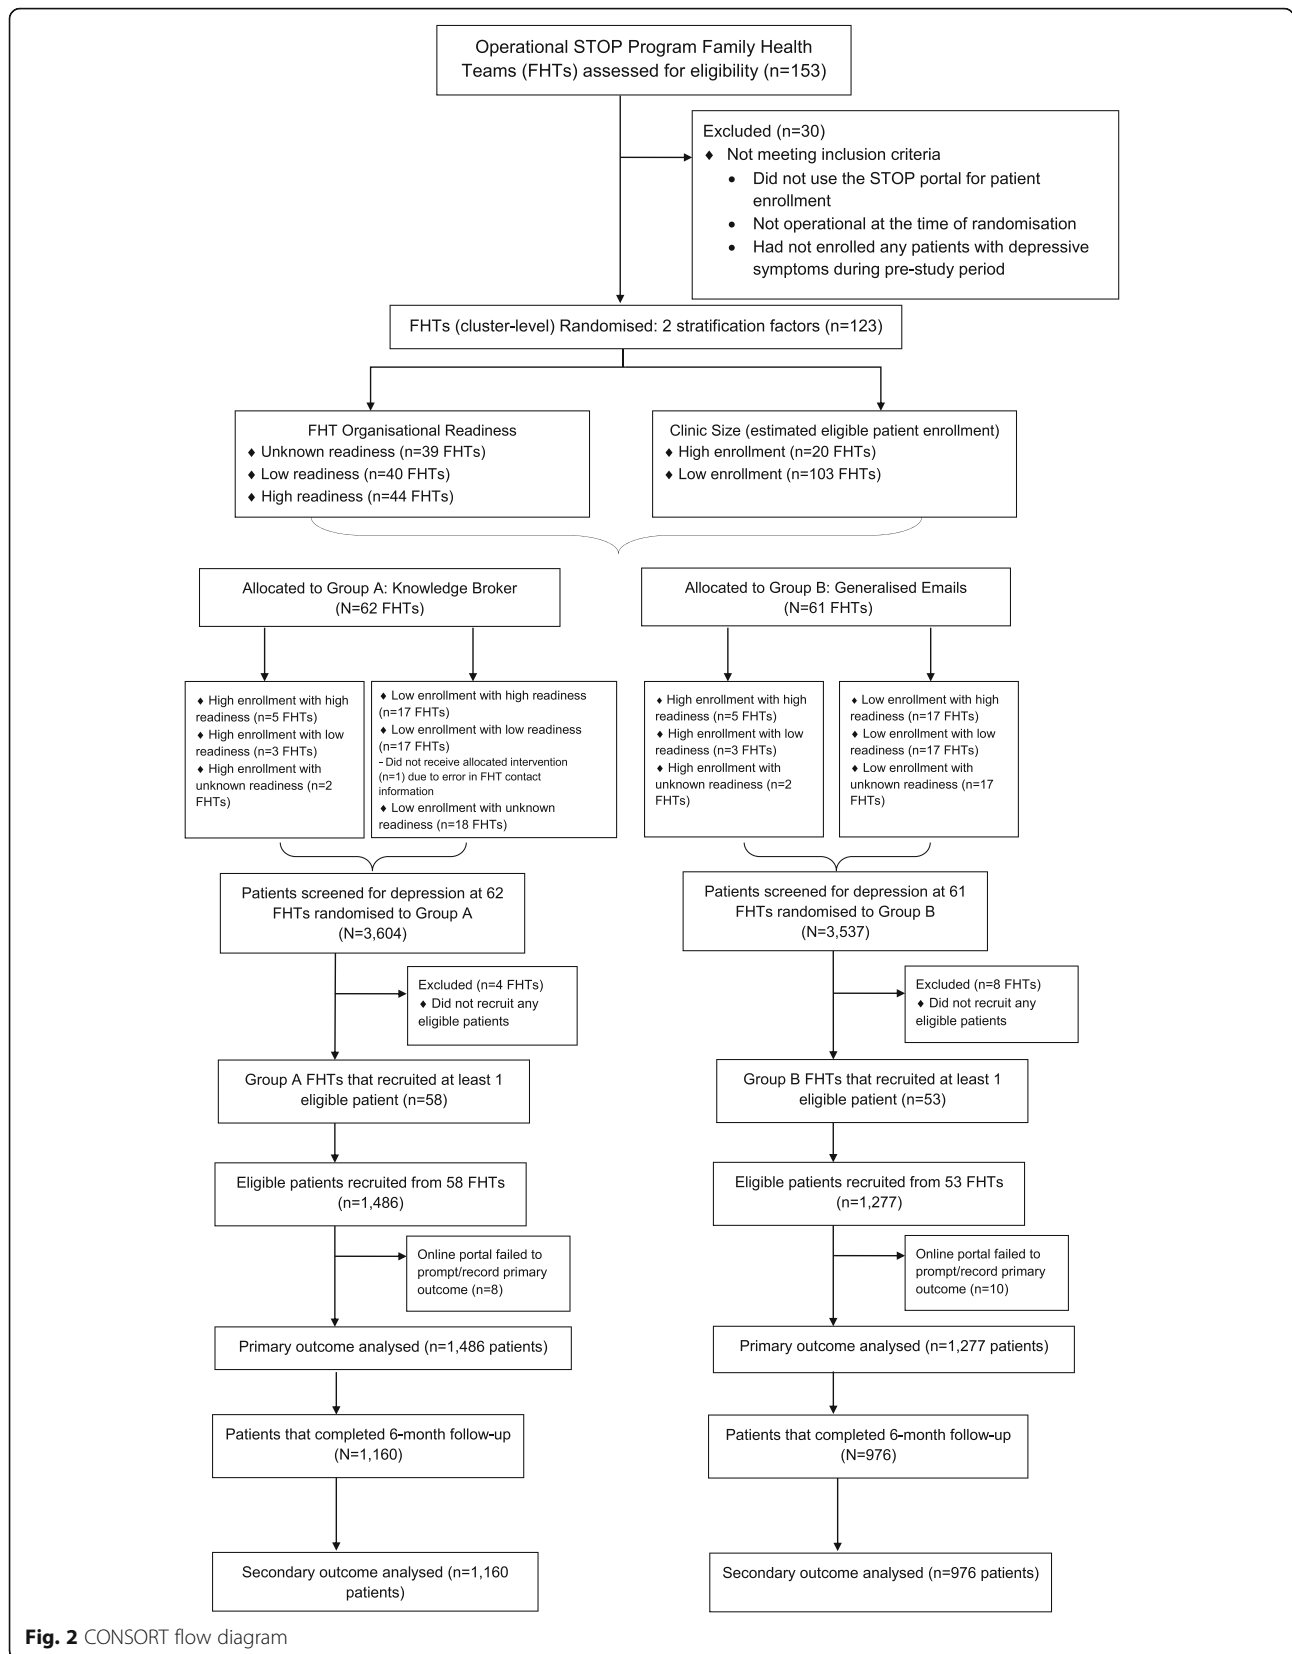 Operational STOP Program Family Health
Teams (FHTs) assessed for eligibility (n=153)
Excluded (n=30)
♦ Not meeting inclusion criteria
• Did not use the STOP portal for patient
enrollment
• Not operational at the time of randomisation
• Had not enrolled any patients with depressive
symptoms during pre-study period
FHTs (cluster-level) Randomised: 2 stratification factors (n=123)
FHT Organisational Readiness
♦ Unknown readiness (n=39 FHTs)
♦ Low readiness (n=40 FHTs)
♦ High readiness (n=44 FHTs)
Clinic Size (estimated eligible patient enrollment)
♦ High enrollment (n=20 FHTs)
♦ Low enrollment (n=103 FHTs)
Allocated to Group A: Knowledge Broker
(N=62 FHTs)
Allocated to Group B: Generalised Emails
(N=61 FHTs)
♦ High enrollment with high
readiness (n=5 FHTs)
♦ High enrollment with low
readiness (n=3 FHTs)
♦ High enrollment with
unknown readiness (n=2
FHTs)
♦ Low enrollment with high readiness
(n=17 FHTs)
♦ Low enrollment with low readiness
(n=17 FHTs)
- Did not receive allocated intervention
(n=1) due to error in FHT contact
information
♦ Low enrollment with unknown
readiness (n=18 FHTs)
♦ High enrollment with high
readiness (n=5 FHTs)
♦ High enrollment with low
readiness (n=3 FHTs)
♦ High enrollment with
unknown readiness (n=2
FHTs)
♦ Low enrollment with high
readiness (n=17 FHTs)
♦ Low enrollment with low
readiness (n=17 FHTs)
♦ Low enrollment with
unknown readiness (n=17
FHTs)
Patients screened for depression at 62
FHTs randomised to Group A
(N=3,604)
Patients screened for depression at 61
FHTs randomised to Group B
(N=3,537)
Excluded (n=4 FHTs)
♦ Did not recruit any
eligible patients
Excluded (n=8 FHTs)
♦ Did not recruit any
eligible patients
Group A FHTs that recruited at least 1
eligible patient (n=58)
Group B FHTs that recruited at least 1
eligible patient (n=53)
Eligible patients recruited from 58 FHTs
(n=1,486)
Eligible patients recruited from 53 FHTs
(n=1,277)
Online portal failed to
prompt/record primary
outcome (n=8)
Online portal failed to
prompt/record primary
outcome (n=10)
Primary outcome analysed (n=1,486 patients)
Primary outcome analysed (n=1,277 patients)
Patients that completed 6-month follow-up
(N=1,160)
Patients that completed 6-month follow-up
(N=976)
Secondary outcome analysed (n=1,160
patients)
Secondary outcome analysed (n=976 patients)
Fig. 2 CONSORT flow diagram